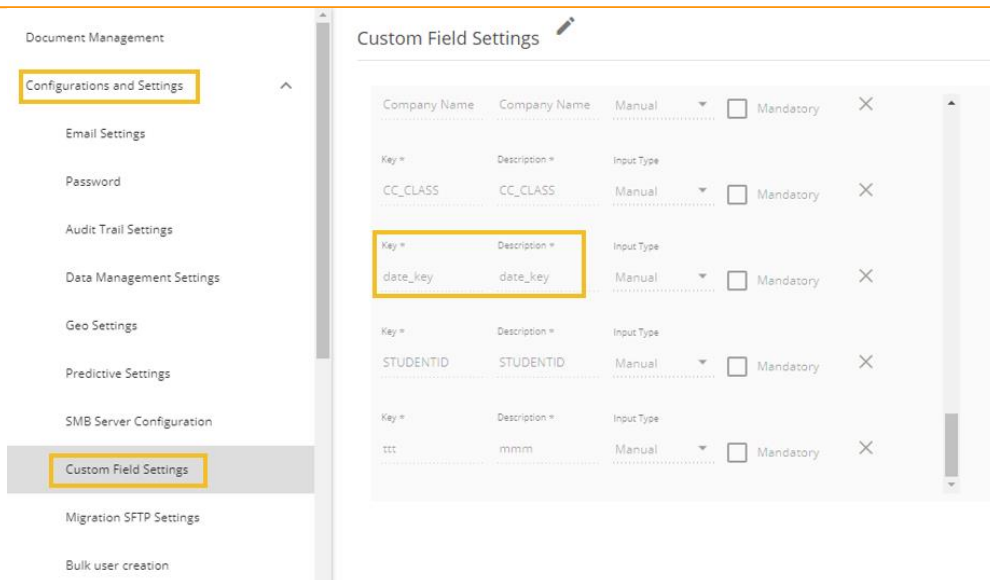 Document Management
Configurations and Settings
Email Settings
Password
Audit Trail Settings
Data Management Settings
Geo Settings
Predictive Settings
SMB Server Configuration
Custom Field Settings
Migration SFTP Settings
Bulk user creation
Custom Field Settings
Company Name Company Name Manual Mandatory
Key * Description * Input Type
CC_CLASS CC_CLASS Manual Mandatory
Key * Description * Input Type
date_key date_key Manual Mandatory
Key * Description * Input Type
STUDENTID STUDENTID Manual Mandatory
Key * Description * Input Type
ttt mmm Manual Mandatory